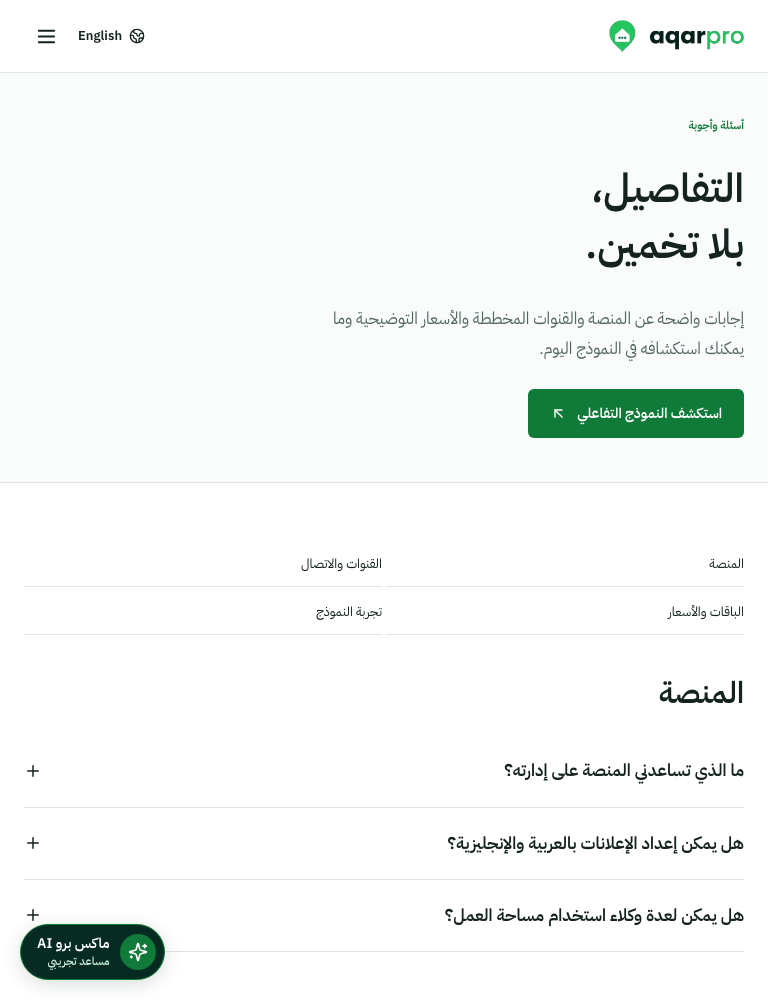 aqarpro
English
أسئلة وأجوبة
التفاصيل،
بلا تخمين.
إجابات واضحة عن المنصة والقنوات المخططة والأسعار التوضيحية وما
يمكنك استكشافه في النموذج اليوم.
استكشف النموذج التفاعلي
المنصة
القنوات والاتصال
الباقات والأسعار
تجربة النموذج
المنصة
ما الذي تساعدني المنصة على إدارته؟
هل يمكن إعداد الإعلانات بالعربية والإنجليزية؟
هل يمكن لعدة وكلاء استخدام مساحة العمل؟
ماكس برو AI
مساعد تجريبي